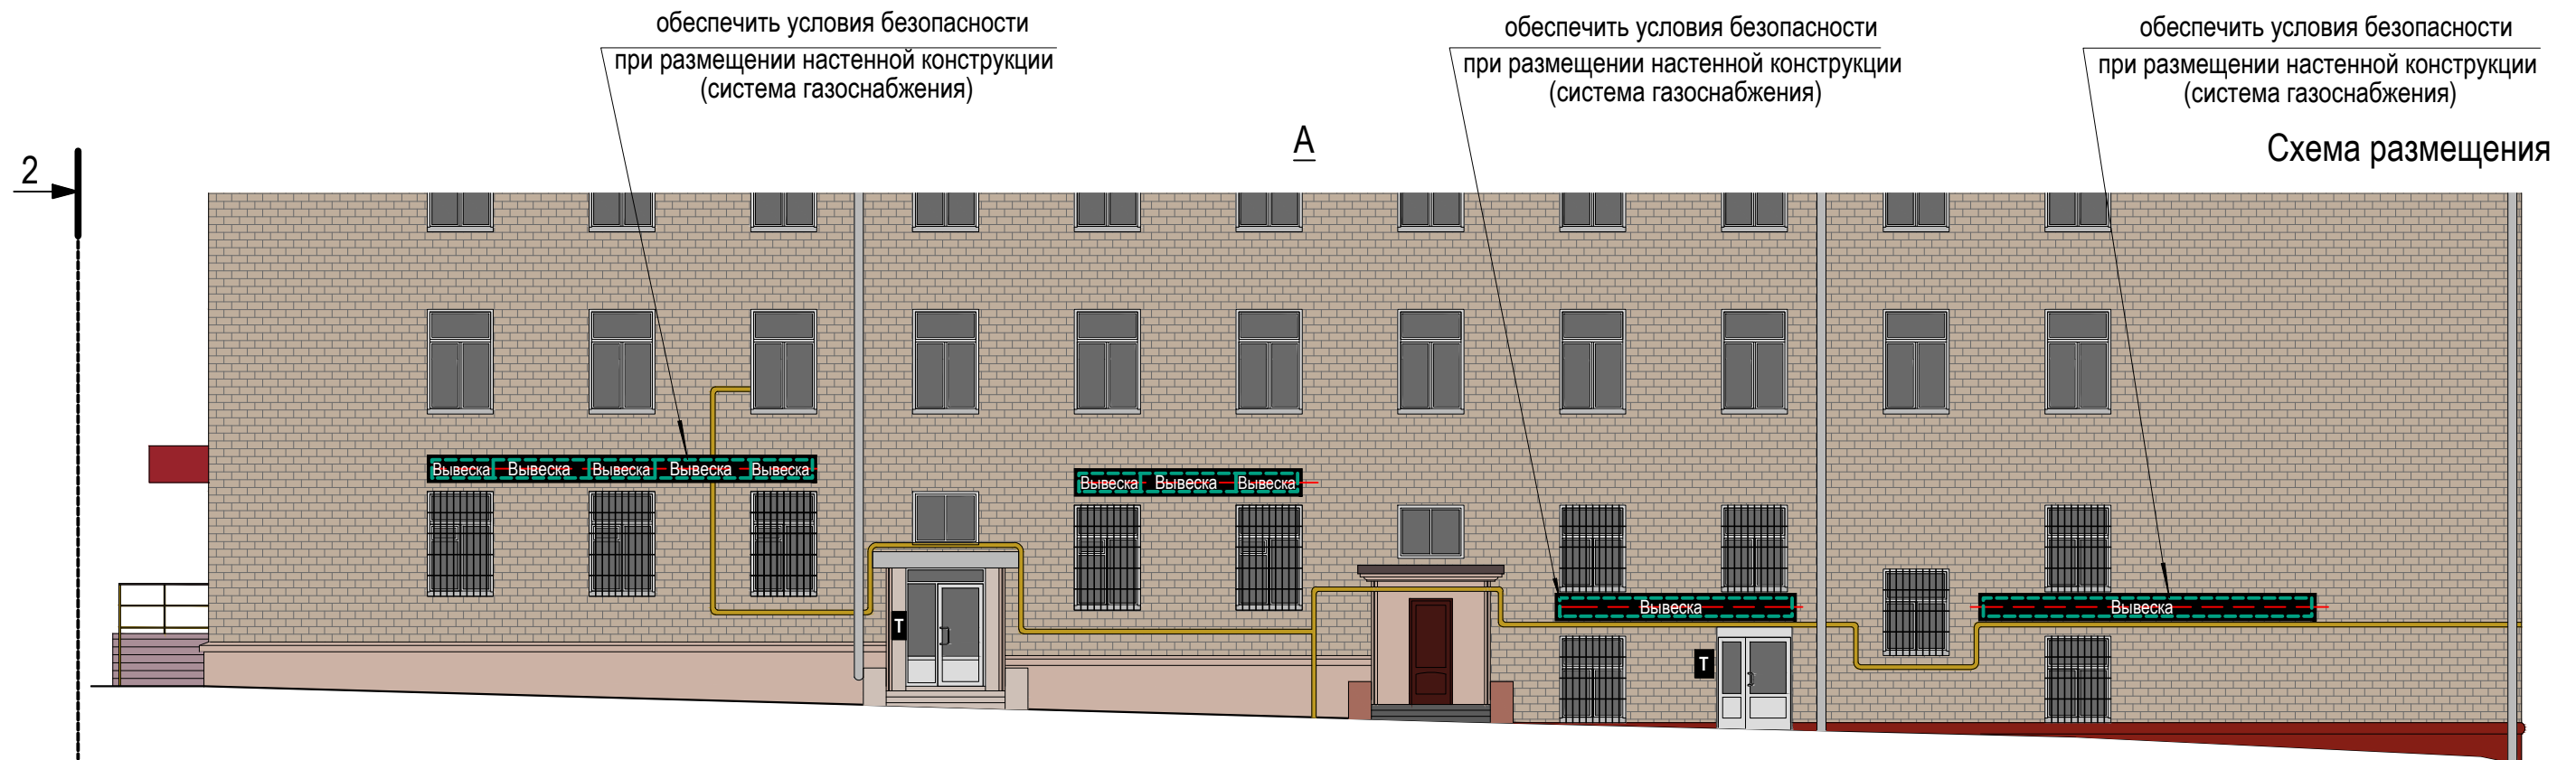 обеспечить условия безопасности
при размещении настенной конструкции
(система газоснабжения)
обеспечить условия безопасности
при размещении настенной конструкции
(система газоснабжения)
обеспечить условия безопасности
при размещении настенной конструкции
(система газоснабжения)
А
Схема размещения
2
Вывеска Вывеска Вывеска Вывеска Вывеска
Вывеска Вывеска Вывеска
Вывеска
Вывеска
Т
Т